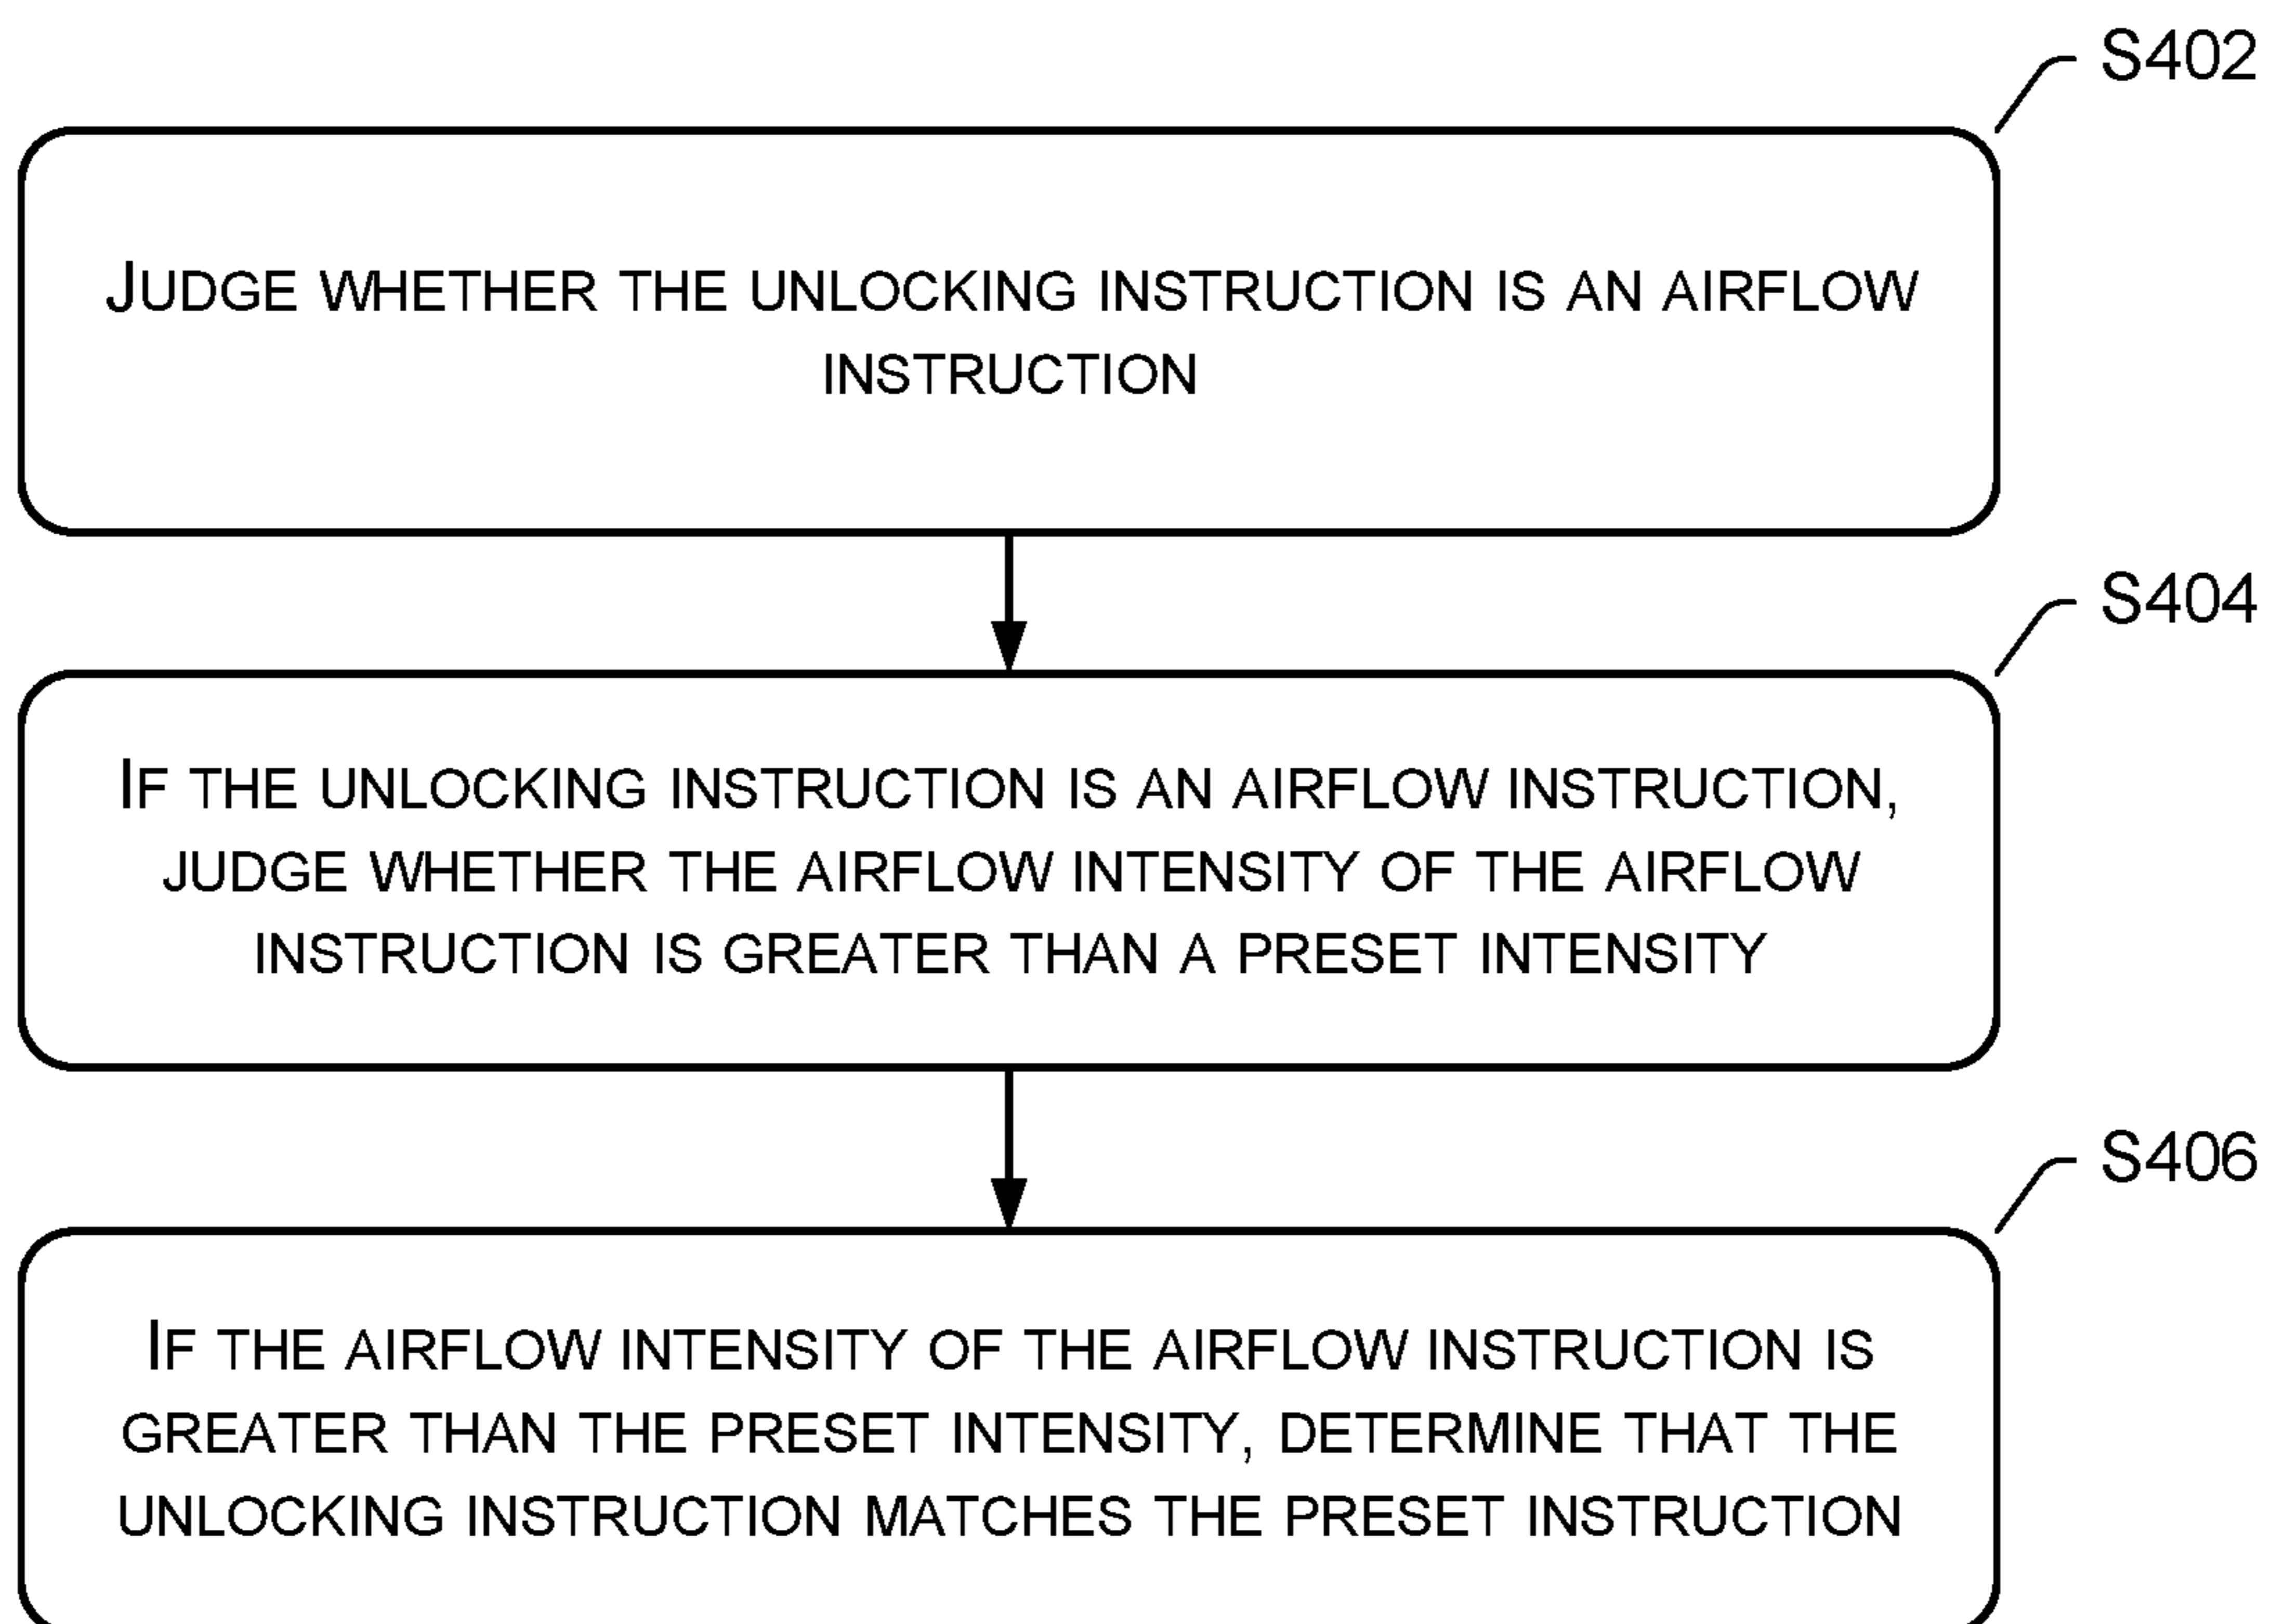 S402
JUDGE WHETHER THE UNLOCKING INSTRUCTION IS AN AIRFLOW
INSTRUCTION
S404
IF THE UNLOCKING INSTRUCTION IS AN AIRFLOW INSTRUCTION,
JUDGE WHETHER THE AIRFLOW INTENSITY OF THE AIRFLOW
INSTRUCTION IS GREATER THAN A PRESET INTENSITY
S406
IF THE AIRFLOW INTENSITY OF THE AIRFLOW INSTRUCTION IS
GREATER THAN THE PRESET INTENSITY, DETERMINE THAT THE
UNLOCKING INSTRUCTION MATCHES THE PRESET INSTRUCTION